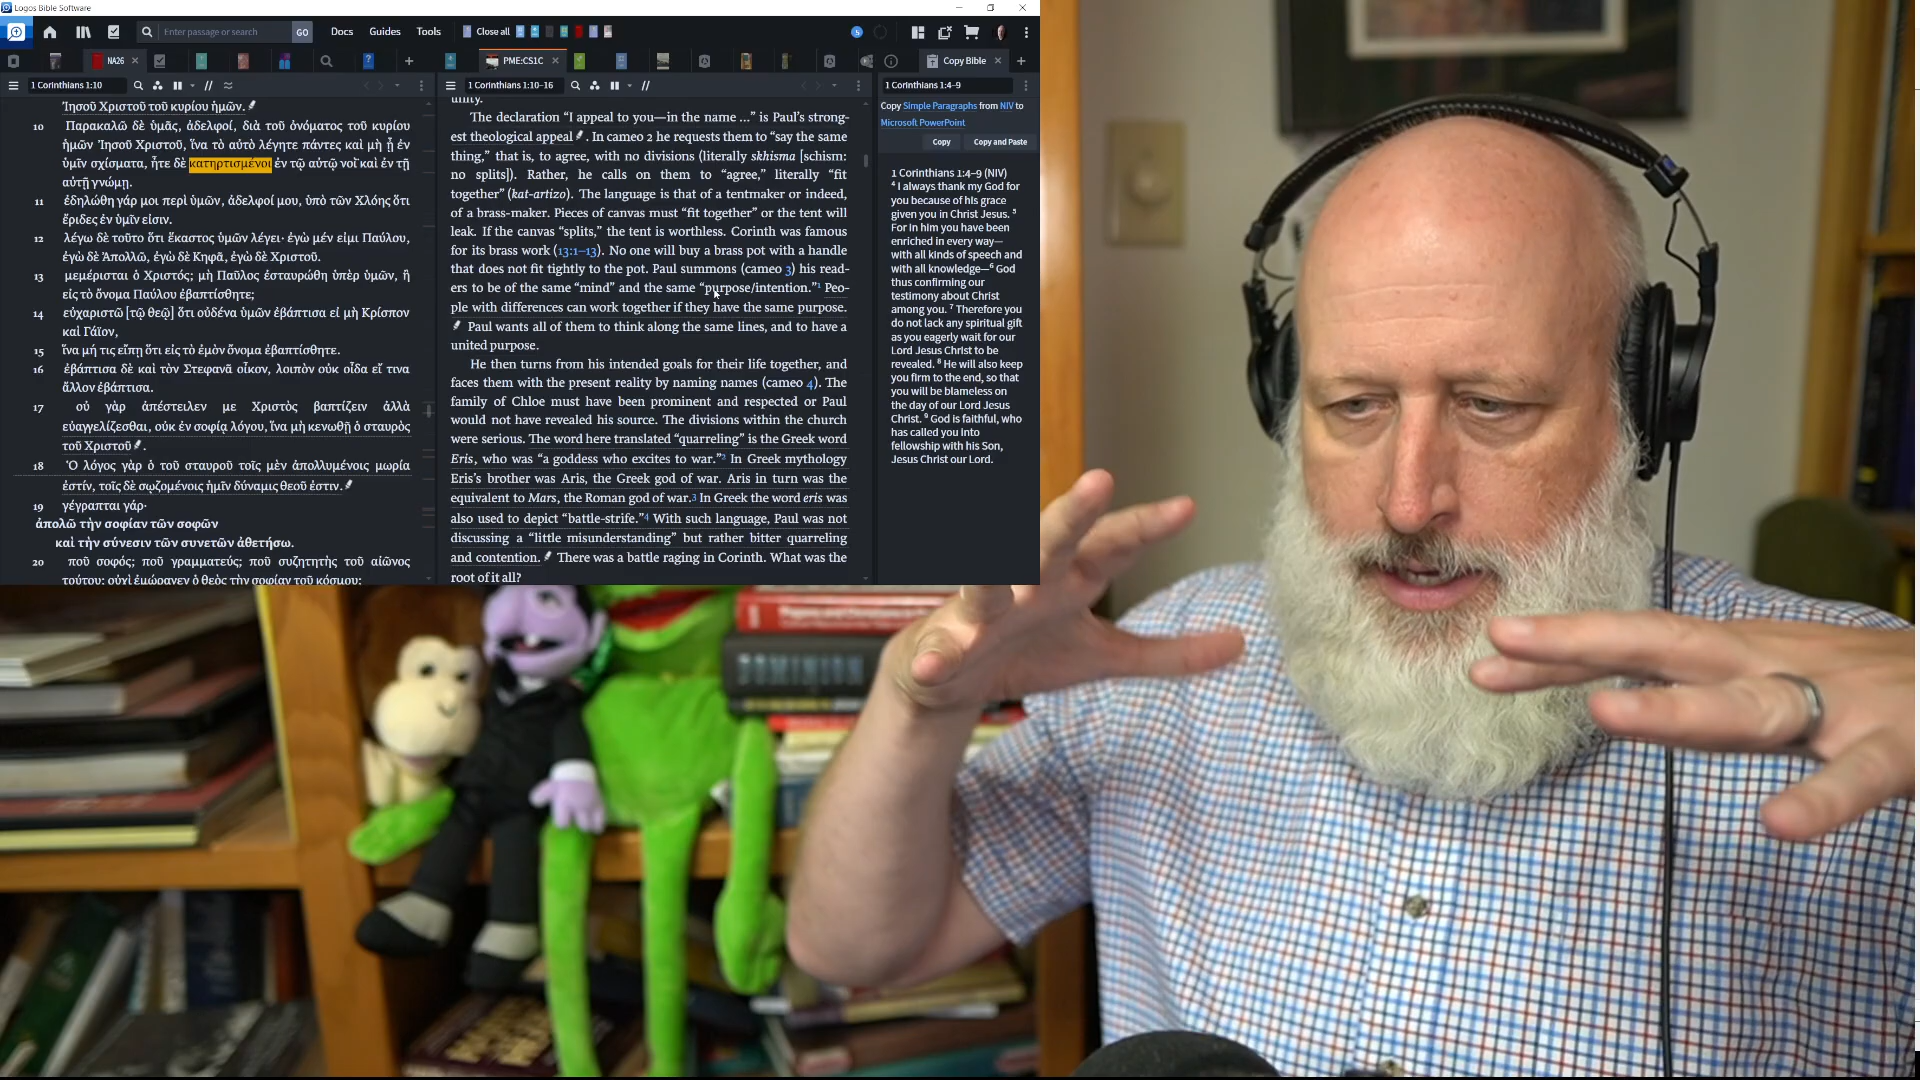 Logos Bible Software
Enter passage or search
GO
Docs
Guides
Tools
Close all
NA26
PME:CS1C
Copy Bible
1 Corinthians 1:10
Ἰησοῦ Χριστοῦ τοῦ κυρίου ἡμῶν.
10 Παρακαλῶ δὲ ὑμᾶς, ἀδελφοί, διὰ τοῦ ὀνόματος τοῦ κυρίου
ἡμῶν Ἰησοῦ Χριστοῦ, ἵνα τὸ αὐτὸ λέγητε πάντες καὶ μὴ ᾖ ἐν
ὑμῖν σχίσματα, ἦτε δὲ κατηρτισμένοι ἐν τῷ αὐτῷ νοῒ καὶ ἐν τῇ
αὐτῇ γνώμῃ.
11 ἐδηλώθη γάρ μοι περὶ ὑμῶν, ἀδελφοί μου, ὑπὸ τῶν Χλόης ὅτι
ἔριδες ἐν ὑμῖν εἰσιν.
12 λέγω δὲ τοῦτο ὅτι ἕκαστος ὑμῶν λέγει· ἐγὼ μέν εἰμι Παύλου,
ἐγὼ δὲ Ἀπολλῶ, ἐγὼ δὲ Κηφᾶ, ἐγὼ δὲ Χριστοῦ.
13 μεμέρισται ὁ Χριστός; μὴ Παῦλος ἐσταυρώθη ὑπὲρ ὑμῶν, ἢ
εἰς τὸ ὄνομα Παύλου ἐβαπτίσθητε;
14 εὐχαριστῶ [τῷ θεῷ] ὅτι οὐδένα ὑμῶν ἐβάπτισα εἰ μὴ Κρίσπον
καὶ Γάϊον,
15 ἵνα μή τις εἴπῃ ὅτι εἰς τὸ ἐμὸν ὄνομα ἐβαπτίσθητε.
16 ἐβάπτισα δὲ καὶ τὸν Στεφανᾶ οἶκον, λοιπὸν οὐκ οἶδα εἴ τινα
ἄλλον ἐβάπτισα.
17 οὐ γὰρ ἀπέστειλεν με Χριστὸς βαπτίζειν ἀλλὰ
εὐαγγελίζεσθαι, οὐκ ἐν σοφίᾳ λόγου, ἵνα μὴ κενωθῇ ὁ σταυρὸς
τοῦ Χριστοῦ.
18 Ὁ λόγος γὰρ ὁ τοῦ σταυροῦ τοῖς μὲν ἀπολλυμένοις μωρία
ἐστίν, τοῖς δὲ σῳζομένοις ἡμῖν δύναμις θεοῦ ἐστιν.
19 γέγραπται γάρ·
ἀπολῶ τὴν σοφίαν τῶν σοφῶν
καὶ τὴν σύνεσιν τῶν συνετῶν ἀθετήσω.
20 ποῦ σοφός; ποῦ γραμματεύς; ποῦ συζητητὴς τοῦ αἰῶνος
τούτου; οὐχὶ ἐμώρανεν ὁ θεὸς τὴν σοφίαν τοῦ κόσμου;
1 Corinthians 1:10–16
unity.
The declaration “I appeal to you—in the name ...” is Paul’s strong-
est theological appeal. In cameo 2 he requests them to “say the same
thing,” that is, to agree, with no divisions (literally skhisma [schism:
no splits]). Rather, he calls on them to “agree,” literally “fit
together” (kat-artizo). The language is that of a tentmaker or indeed,
of a brass-maker. Pieces of canvas must “fit together” or the tent will
leak. If the canvas “splits,” the tent is worthless. Corinth was famous
for its brass work (13:1–13). No one will buy a brass pot with a handle
that does not fit tightly to the pot. Paul summons (cameo 3) his read-
ers to be of the same “mind” and the same “purpose/intention.”1 Peo-
ple with differences can work together if they have the same purpose.
Paul wants all of them to think along the same lines, and to have a
united purpose.
He then turns from his intended goals for their life together, and
faces them with the present reality by naming names (cameo 4). The
family of Chloe must have been prominent and respected or Paul
would not have revealed his source. The divisions within the church
were serious. The word here translated “quarreling” is the Greek word
Eris, who was “a goddess who excites to war.”2 In Greek mythology
Eris’s brother was Aris, the Greek god of war. Aris in turn was the
equivalent to Mars, the Roman god of war.3 In Greek the word eris was
also used to depict “battle-strife.”4 With such language, Paul was not
discussing a “little misunderstanding” but rather bitter quarreling
and contention. There was a battle raging in Corinth. What was the
root of it all?
1 Corinthians 1:4–9
Copy Simple Paragraphs from NIV to
Microsoft PowerPoint
Copy
Copy and Paste
1 Corinthians 1:4–9 (NIV)
4 I always thank my God for
you because of his grace
given you in Christ Jesus. 5
For in him you have been
enriched in every way—
with all kinds of speech and
with all knowledge—6 God
thus confirming our
testimony about Christ
among you. 7 Therefore you
do not lack any spiritual gift
as you eagerly wait for our
Lord Jesus Christ to be
revealed. 8 He will also keep
you firm to the end, so that
you will be blameless on
the day of our Lord Jesus
Christ. 9 God is faithful, who
has called you into
fellowship with his Son,
Jesus Christ our Lord.